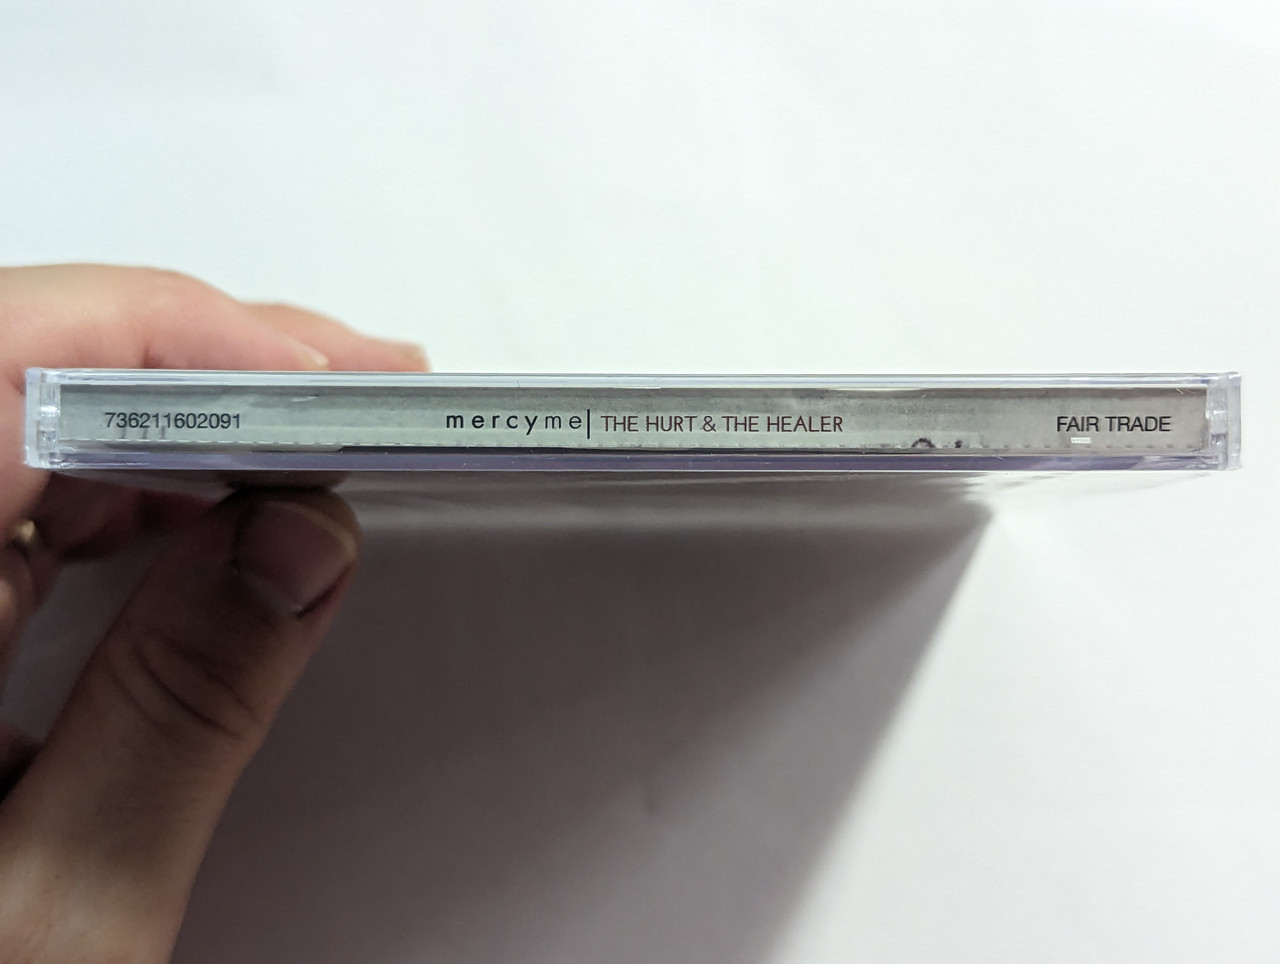 736211602091 mercyme| THE HURT & THE HEALER FAIR TRADE